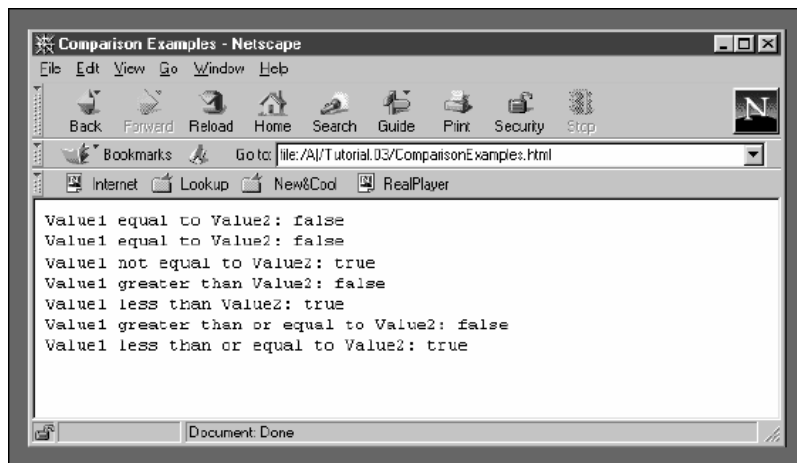 Comparison Examples - Netscape
File Edit View Go Window Help
Back Forward Reload Home Search Guide Print Security Stop
N
Bookmarks Go to: file:/A|/Tutorial.03/ComparisonExamples.html
Internet Lookup New&Cool RealPlayer
Value1 equal to Value2: false
Value1 equal to Value2: false
Value1 not equal to Value2: true
Value1 greater than Value2: false
Value1 less than Value2: true
Value1 greater than or equal to Value2: false
Value1 less than or equal to Value2: true
Document: Done